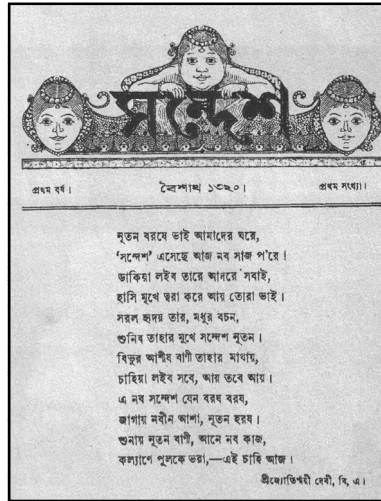 সন্দেশ
প্রথম বর্ষ। বৈশাখ ১৩২০। প্রথম সংখ্যা।
নূতন বরষে ভাই আমাদের ঘরে,
‘সন্দেশ’ এসেছে আজ নব সাজ প’রে !
ডাকিয়া লইব তারে আদরে সবাই,
হাসি মুখে ত্বরা করে আয় তোরা ভাই।
সরল হৃদয় তার, মধুর বচন,
শুনিব তাহার মুখে সন্দেশ নূতন।
বিভুর আশীষ বাণী তাহার মাথায়,
চাহিয়া লইব সবে, আয় তবে আয়।
এ নব সন্দেশ যেন বরষ বরষ,
জাগায় নবীন আশা, নূতন হরষ।
শুনায় নূতন বাণী, আনে নব কাজ,
কল্যাণে পুলকে ভরা,—এই চাহি আজ।
শ্রীজ্যোতির্ম্ময়ী দেবী, বি, এ।